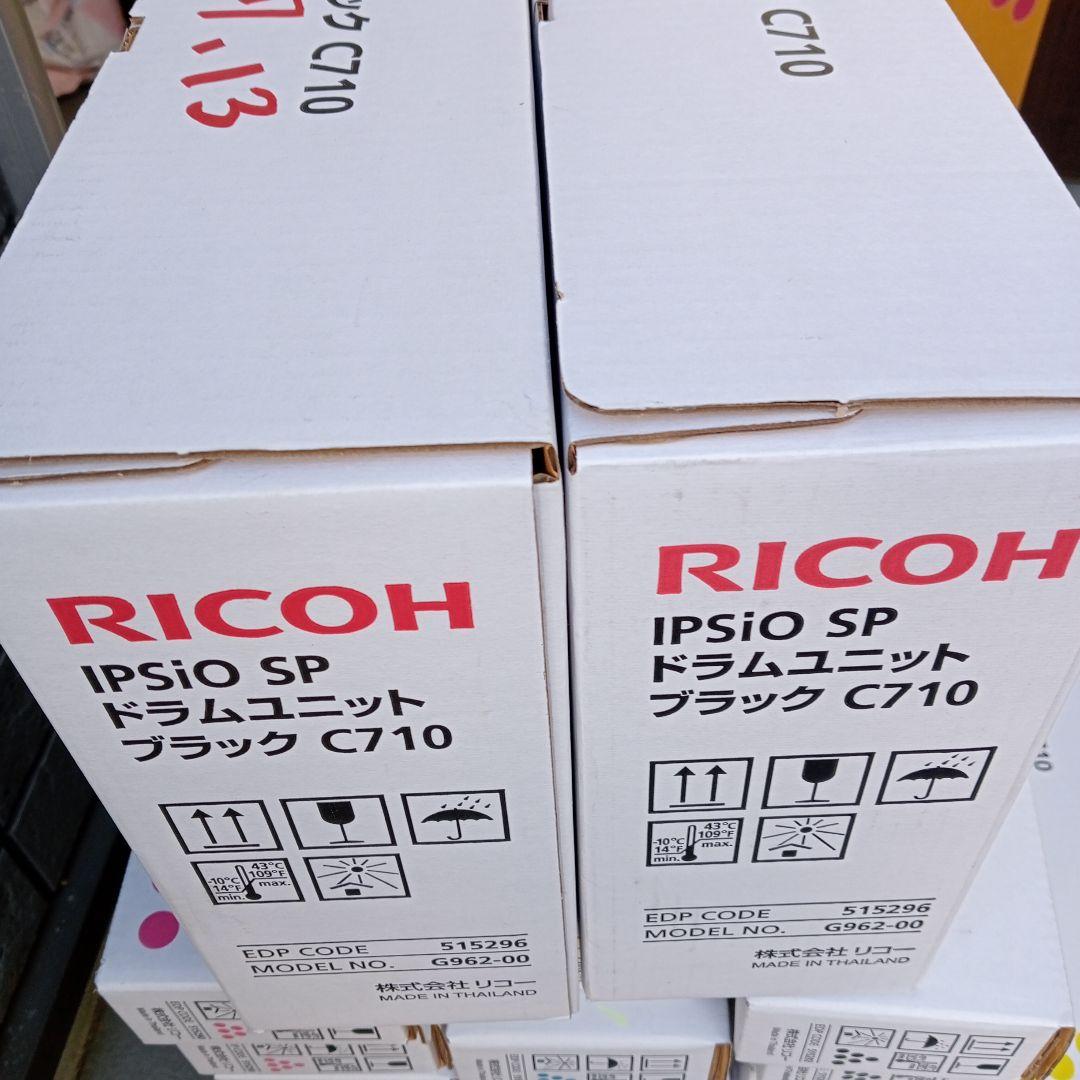 ック C710
7.13
C710
RICOH
IPSiO SP
ドラムユニット
ブラック C710
43°C
109°F
max.
-10°C
14°F
min.
EDP CODE 515296
MODEL NO. G962-00
株式会社 リコー
MADE IN THAILAND
RICOH
IPSiO SP
ドラムユニット
ブラック C710
43°C
109°F
max.
-10°C
14°F
min.
EDP CODE 515296
MODEL NO. G962-00
株式会社 リコー
MADE IN THAILAND